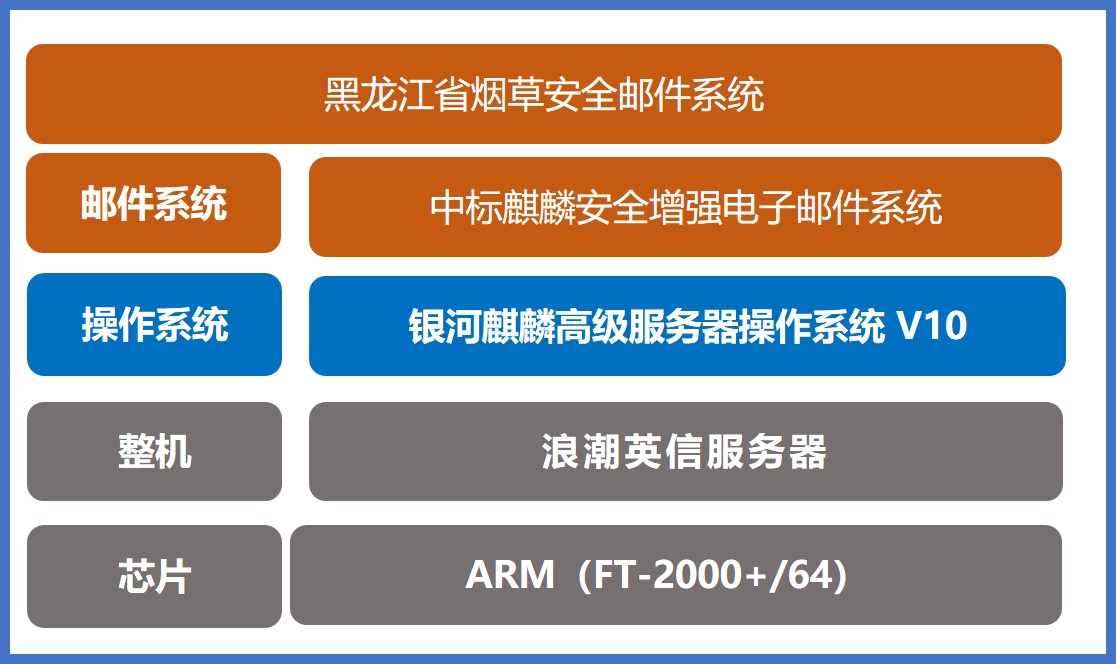 黑龙江省烟草安全邮件系统
邮件系统
中标麒麟安全增强电子邮件系统
操作系统
银河麒麟高级服务器操作系统 V10
整机
浪潮英信服务器
芯片
ARM（FT-2000+/64）